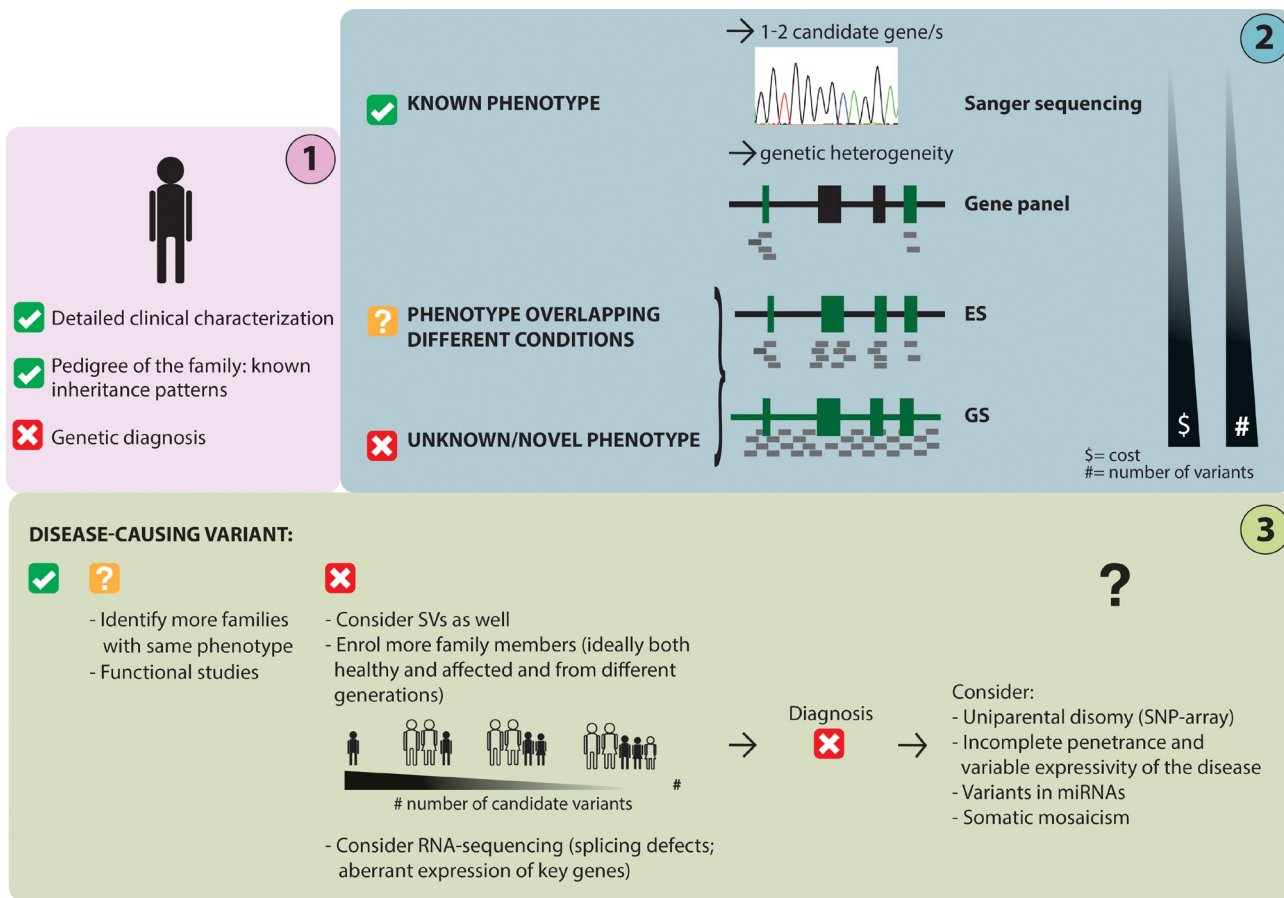 1
Detailed clinical characterization
Pedigree of the family: known
inheritance patterns
Genetic diagnosis
2
KNOWN PHENOTYPE
→ 1-2 candidate gene/s
Sanger sequencing
→ genetic heterogeneity
Gene panel
? PHENOTYPE OVERLAPPING
DIFFERENT CONDITIONS
ES
UNKNOWN/NOVEL PHENOTYPE
GS
$
#
$= cost
#= number of variants
3
DISEASE-CAUSING VARIANT:
?
- Identify more families
with same phenotype
- Functional studies
- Consider SVs as well
- Enrol more family members (ideally both
healthy and affected and from different
generations)
#
# number of candidate variants
- Consider RNA-sequencing (splicing defects;
aberrant expression of key genes)
Diagnosis
?
Consider:
- Uniparental disomy (SNP-array)
- Incomplete penetrance and
variable expressivity of the disease
- Variants in miRNAs
- Somatic mosaicism